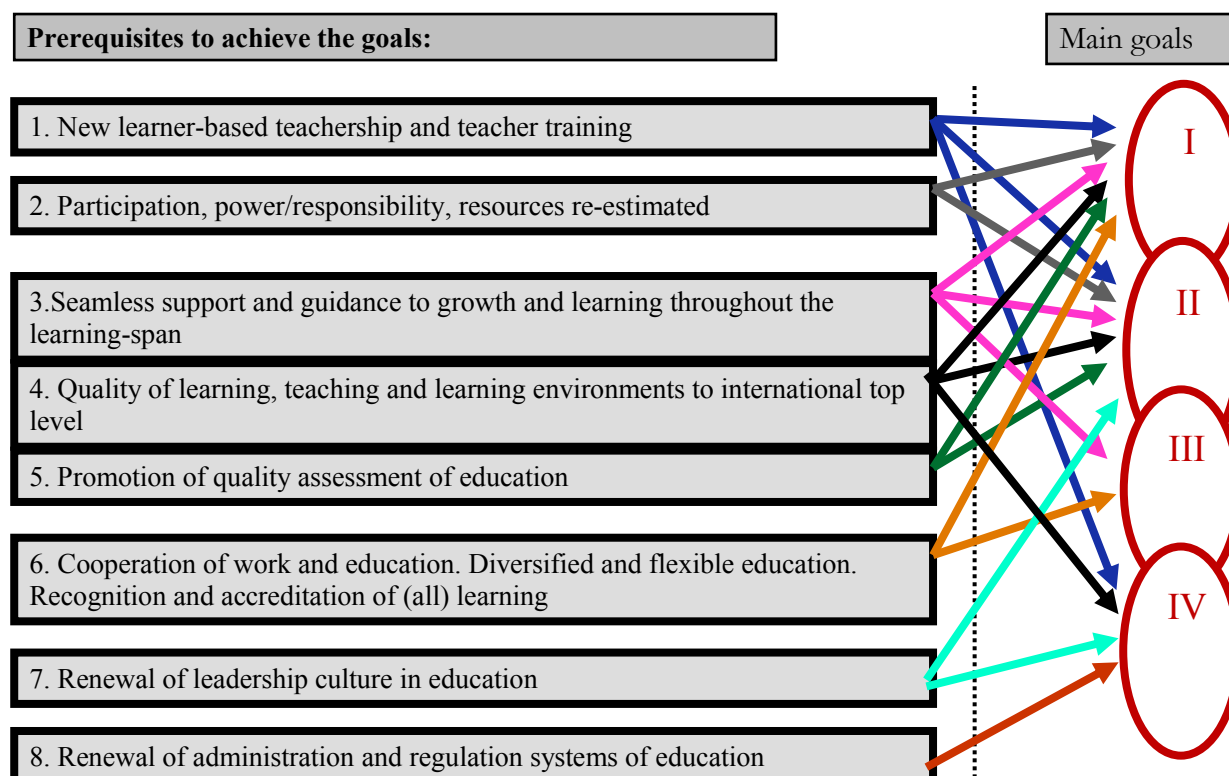 Prerequisites to achieve the goals:
Main goals
1. New learner-based teachership and teacher training
2. Participation, power/responsibility, resources re-estimated
3.Seamless support and guidance to growth and learning throughout the
learning-span
4. Quality of learning, teaching and learning environments to international top
level
5. Promotion of quality assessment of education
6. Cooperation of work and education. Diversified and flexible education.
Recognition and accreditation of (all) learning
7. Renewal of leadership culture in education
8. Renewal of administration and regulation systems of education
I
II
III
IV